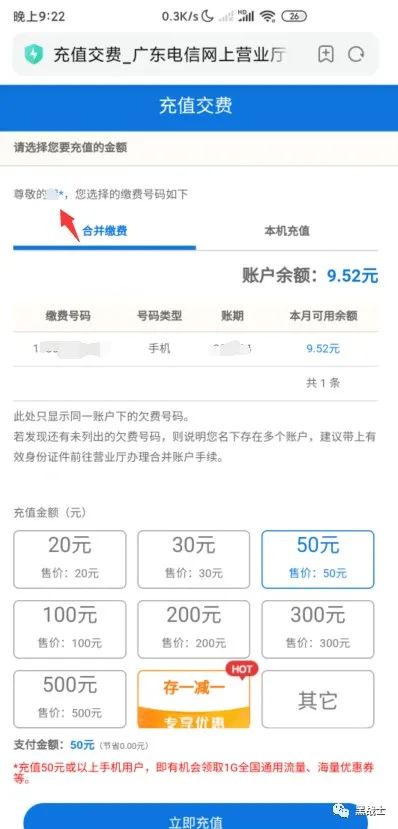 晚上9:22
0.3K/s
26
充值交费_广东电信网上营业厅
充值交费
请选择您要充值的金额
尊敬的*，您选择的缴费号码如下
合并缴费 本机充值
账户余额：9.52元
缴费号码 号码类型 账期 本月可用余额
手机 9.52元
共 1 条
此处只显示同一账户下的欠费号码。
若发现还有未列出的欠费号码，则说明您名下存在多个账户，建议带上有
效身份证件前往营业厅办理合并账户手续。
充值金额（元）
20元 30元 50元
售价：20元 售价：30元 售价：50元
100元 200元 300元
售价：100元 售价：200元 售价：300元
HOT
500元 存一减一 其它
售价：500元 专享优惠
支付金额：50元（节省0.00元）
*充值50元或以上手机用户，即有机会领取1G全国通用流量、海量优惠券
等。
立即充值
黑战士